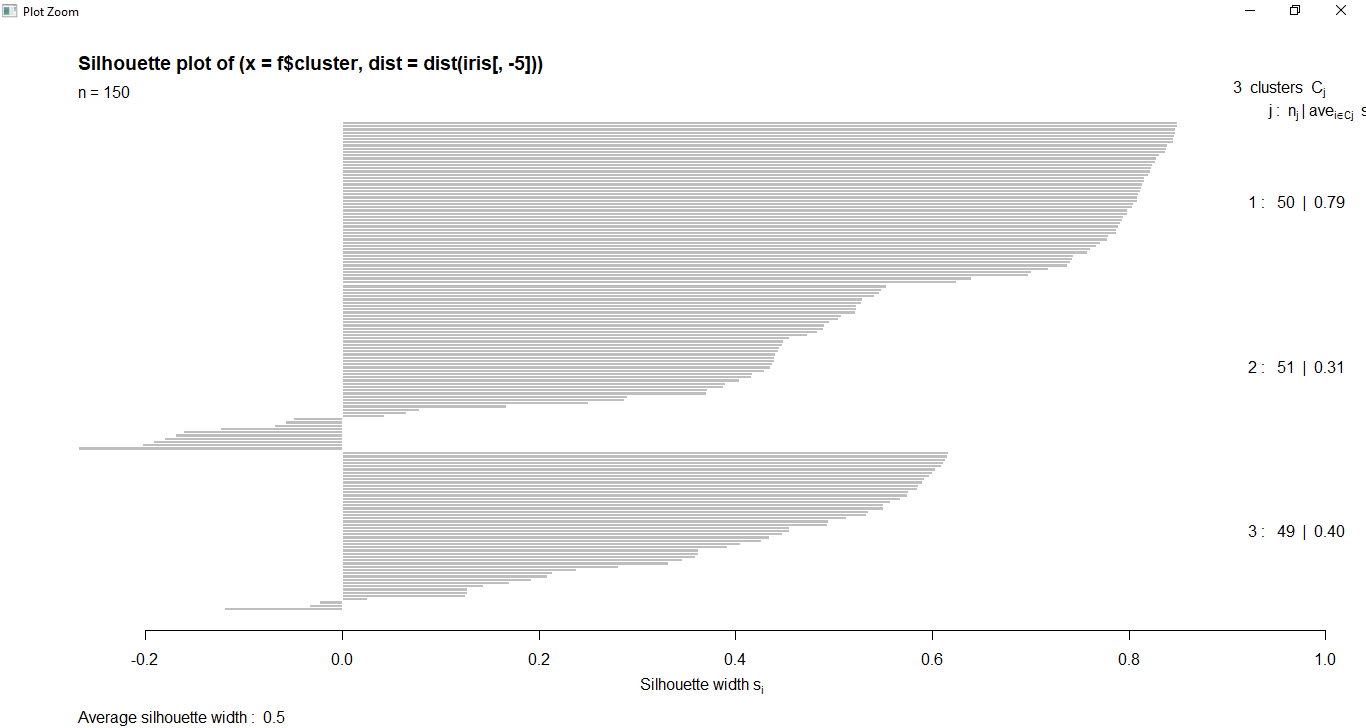 Plot Zoom
Silhouette plot of (x = f$cluster, dist = dist(iris[, -5]))
n = 150
3 clusters Cj
j : nj | avei∈Cj s
1 : 50 | 0.79
2 : 51 | 0.31
3 : 49 | 0.40
-0.2 0.0 0.2 0.4 0.6 0.8 1.0
Silhouette width si
Average silhouette width : 0.5